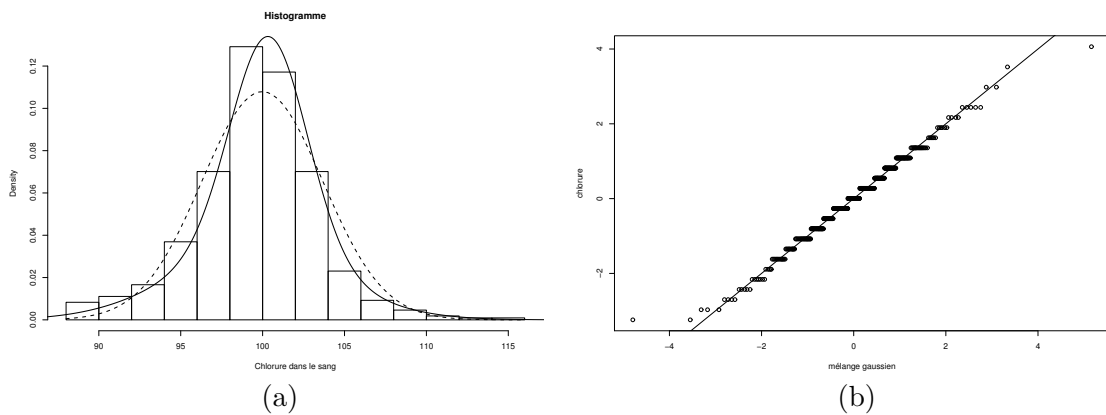 Histogramme
Density
0.00 0.02 0.04 0.06 0.08 0.10 0.12
90 95 100 105 110 115
Chlorure dans le sang
(a)
chlorure
−2 0 2 4
−4 −2 0 2 4
mélange gaussien
(b)